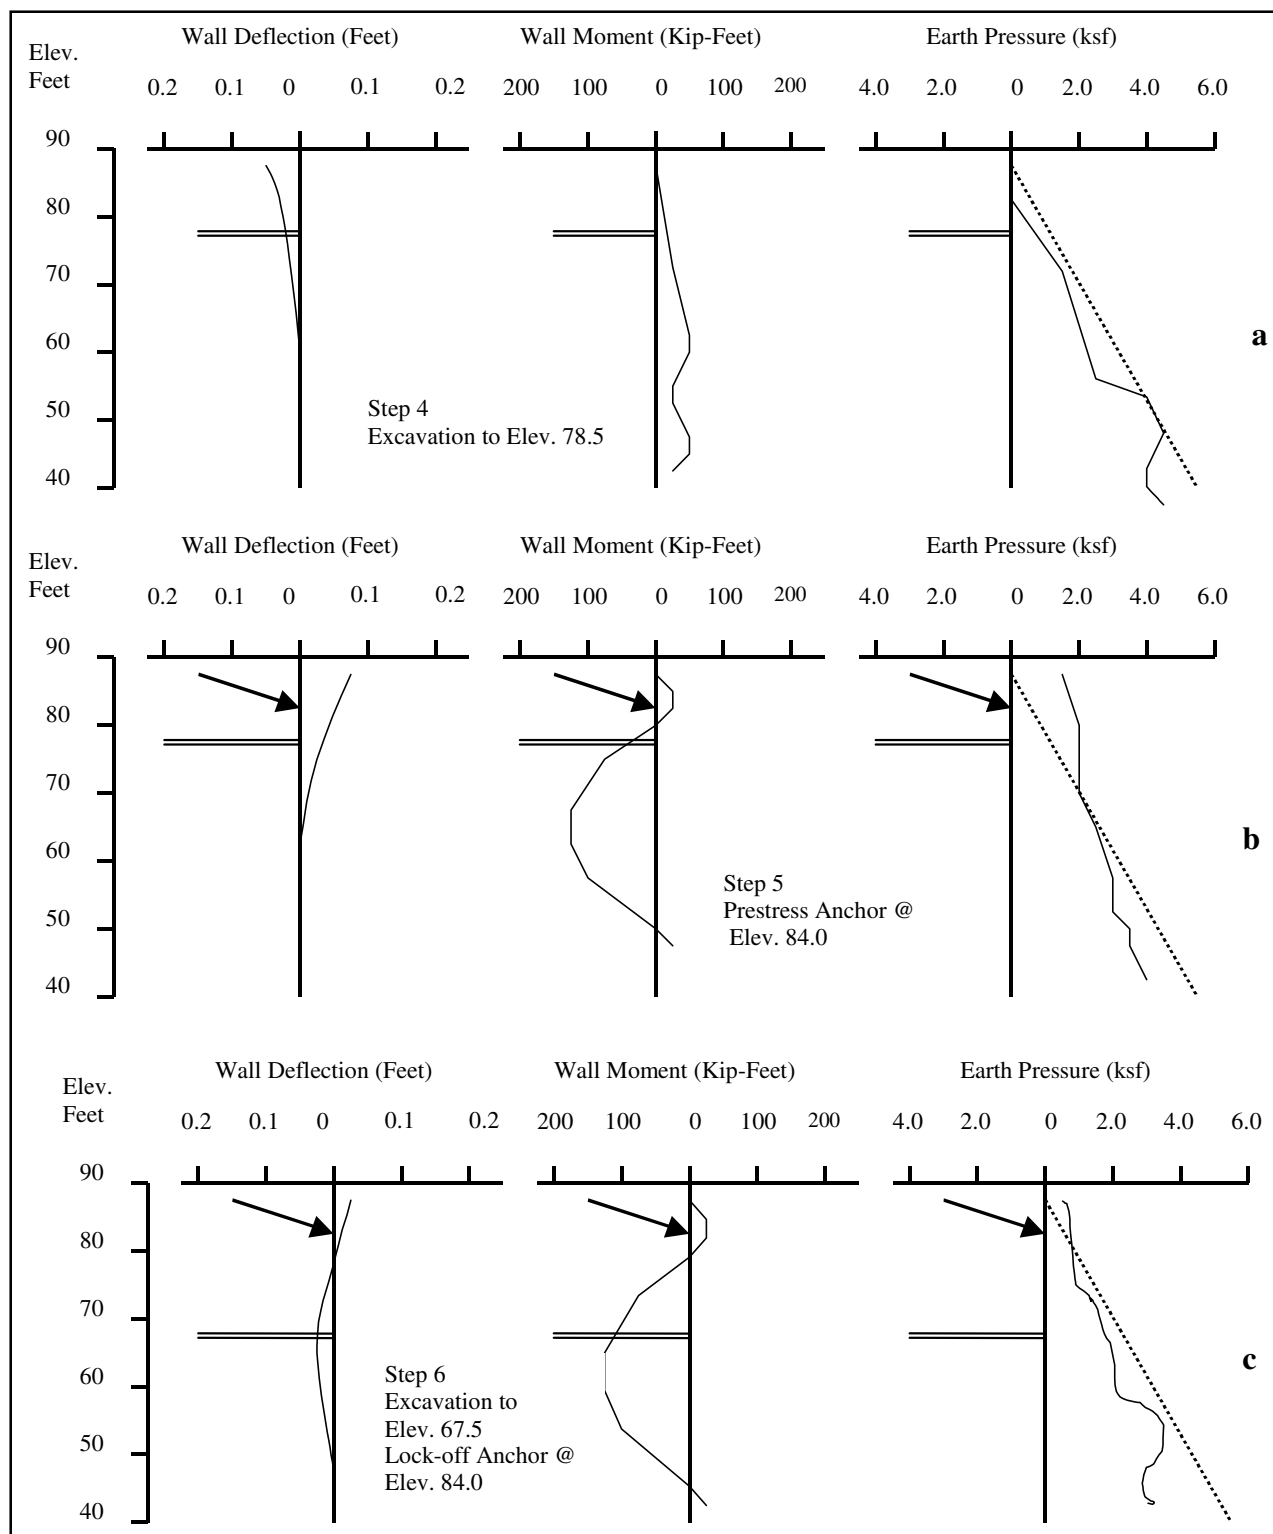 Wall Deflection (Feet) Wall Moment (Kip-Feet) Earth Pressure (ksf)
Elev.
Feet
0.2 0.1 0 0.1 0.2 200 100 0 100 200 4.0 2.0 0 2.0 4.0 6.0
90
80
70
60
a
50
40
Step 4
Excavation to Elev. 78.5
Wall Deflection (Feet) Wall Moment (Kip-Feet) Earth Pressure (ksf)
Elev.
Feet
0.2 0.1 0 0.1 0.2 200 100 0 100 200 4.0 2.0 0 2.0 4.0 6.0
90
80
70
60
b
50
40
Step 5
Prestress Anchor @
Elev. 84.0
Wall Deflection (Feet) Wall Moment (Kip-Feet) Earth Pressure (ksf)
Elev.
Feet
0.2 0.1 0 0.1 0.2 200 100 0 100 200 4.0 2.0 0 2.0 4.0 6.0
90
80
70
60
c
50
40
Step 6
Excavation to
Elev. 67.5
Lock-off Anchor @
Elev. 84.0